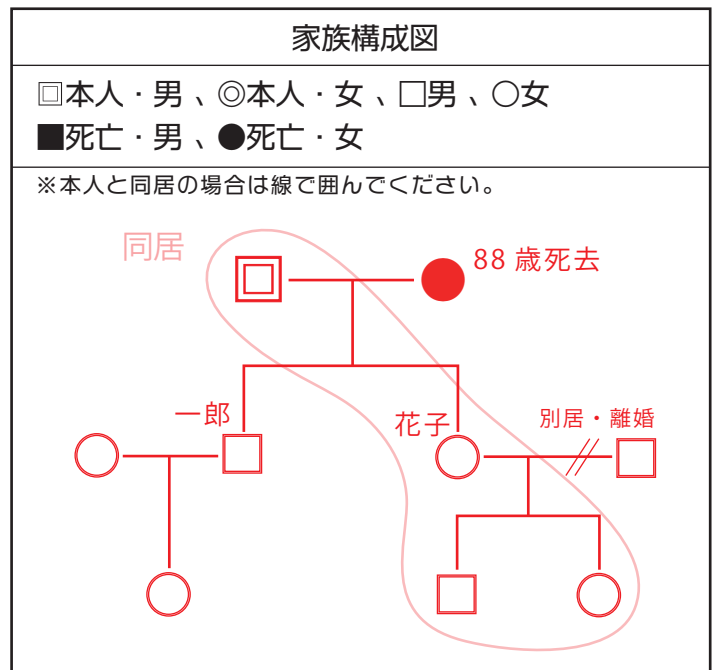 家族構成図
□本人・男、◎本人・女、□男、○女
■死亡・男、●死亡・女
※本人と同居の場合は線で囲んでください。
同居
88歳死去
一郎
花子
別居・離婚